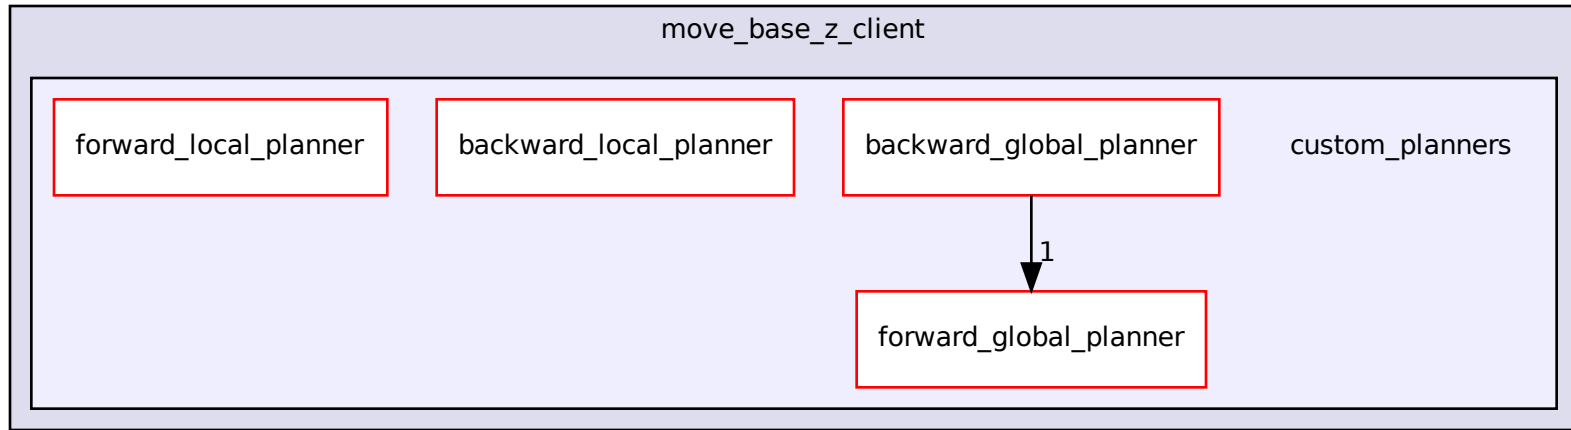 move_base_z_client
forward_local_planner
backward_local_planner
backward_global_planner
custom_planners
1
forward_global_planner